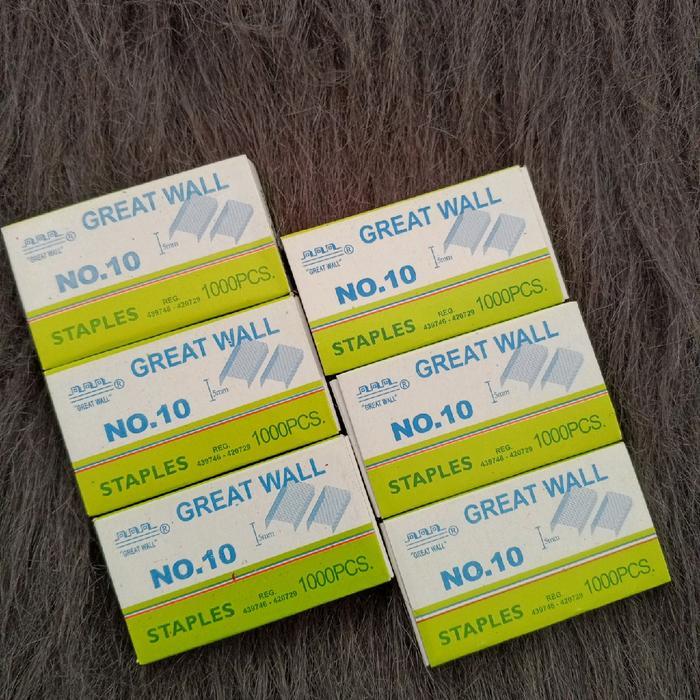 GREAT WALL
®
"GREAT WALL"
NO.10
5mm
STAPLES
REG.
439746 - 420729
1000PCS.
GREAT WALL
®
"GREAT WALL"
NO.10
5mm
STAPLES
REG.
439746 - 420729
1000PCS.
GREAT WALL
®
"GREAT WALL"
NO.10
5mm
STAPLES
REG.
439746 - 420729
1000PCS.
GREAT WALL
®
"GREAT WALL"
NO.10
5mm
STAPLES
REG.
439746 - 420729
1000PCS.
GREAT WALL
®
"GREAT WALL"
NO.10
5mm
STAPLES
REG.
439746 - 420729
1000PCS.
GREAT WALL
®
"GREAT WALL"
NO.10
5mm
STAPLES
REG.
439746 - 420729
1000PCS.